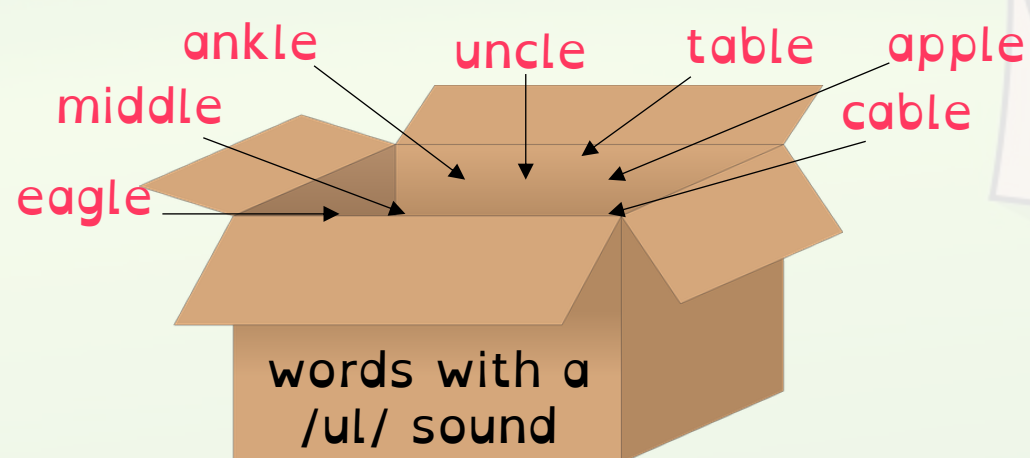 ankle
uncle
table
apple
middle
cable
eagle
words with a
/ul/ sound